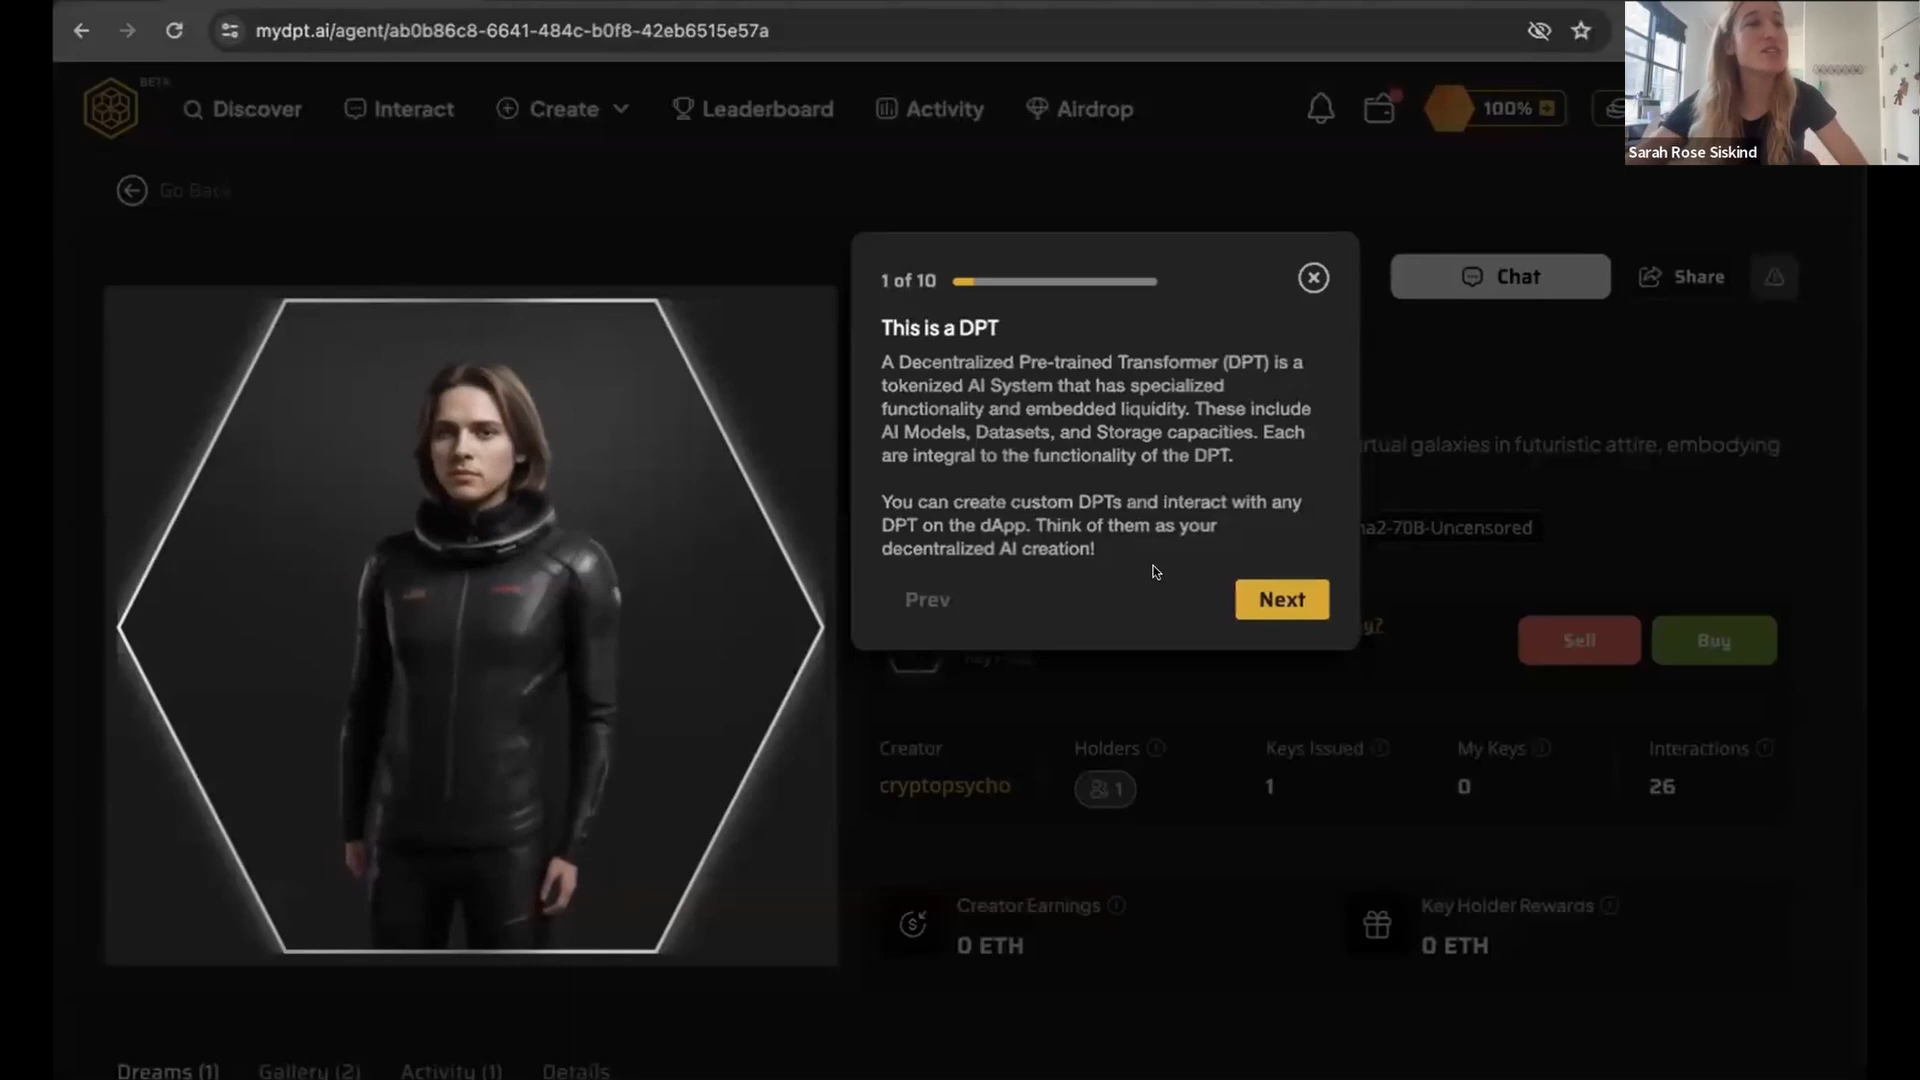 mydpt.ai/agent/ab0b86c8-6641-484c-b0f8-42eb6515e57a
BETA
Discover
Interact
Create
Leaderboard
Activity
Airdrop
100%
Sarah Rose Siskind
Go Back
1 of 10
Chat
Share
This is a DPT
A Decentralized Pre-trained Transformer (DPT) is a
tokenized AI System that has specialized
functionality and embedded liquidity. These include
AI Models, Datasets, and Storage capacities. Each
are integral to the functionality of the DPT.
rtual galaxies in futuristic attire, embodying
You can create custom DPTs and interact with any
DPT on the dApp. Think of them as your
decentralized AI creation!
a2-70B-Uncensored
Prev
Next
y?
Sell
Buy
Creator
Holders
Keys Issued
My Keys
Interactions
cryptopsycho
1
1
0
26
Creator Earnings
0 ETH
Key Holder Rewards
0 ETH
Dreams (1)
Gallery (2)
Activity (1)
Details